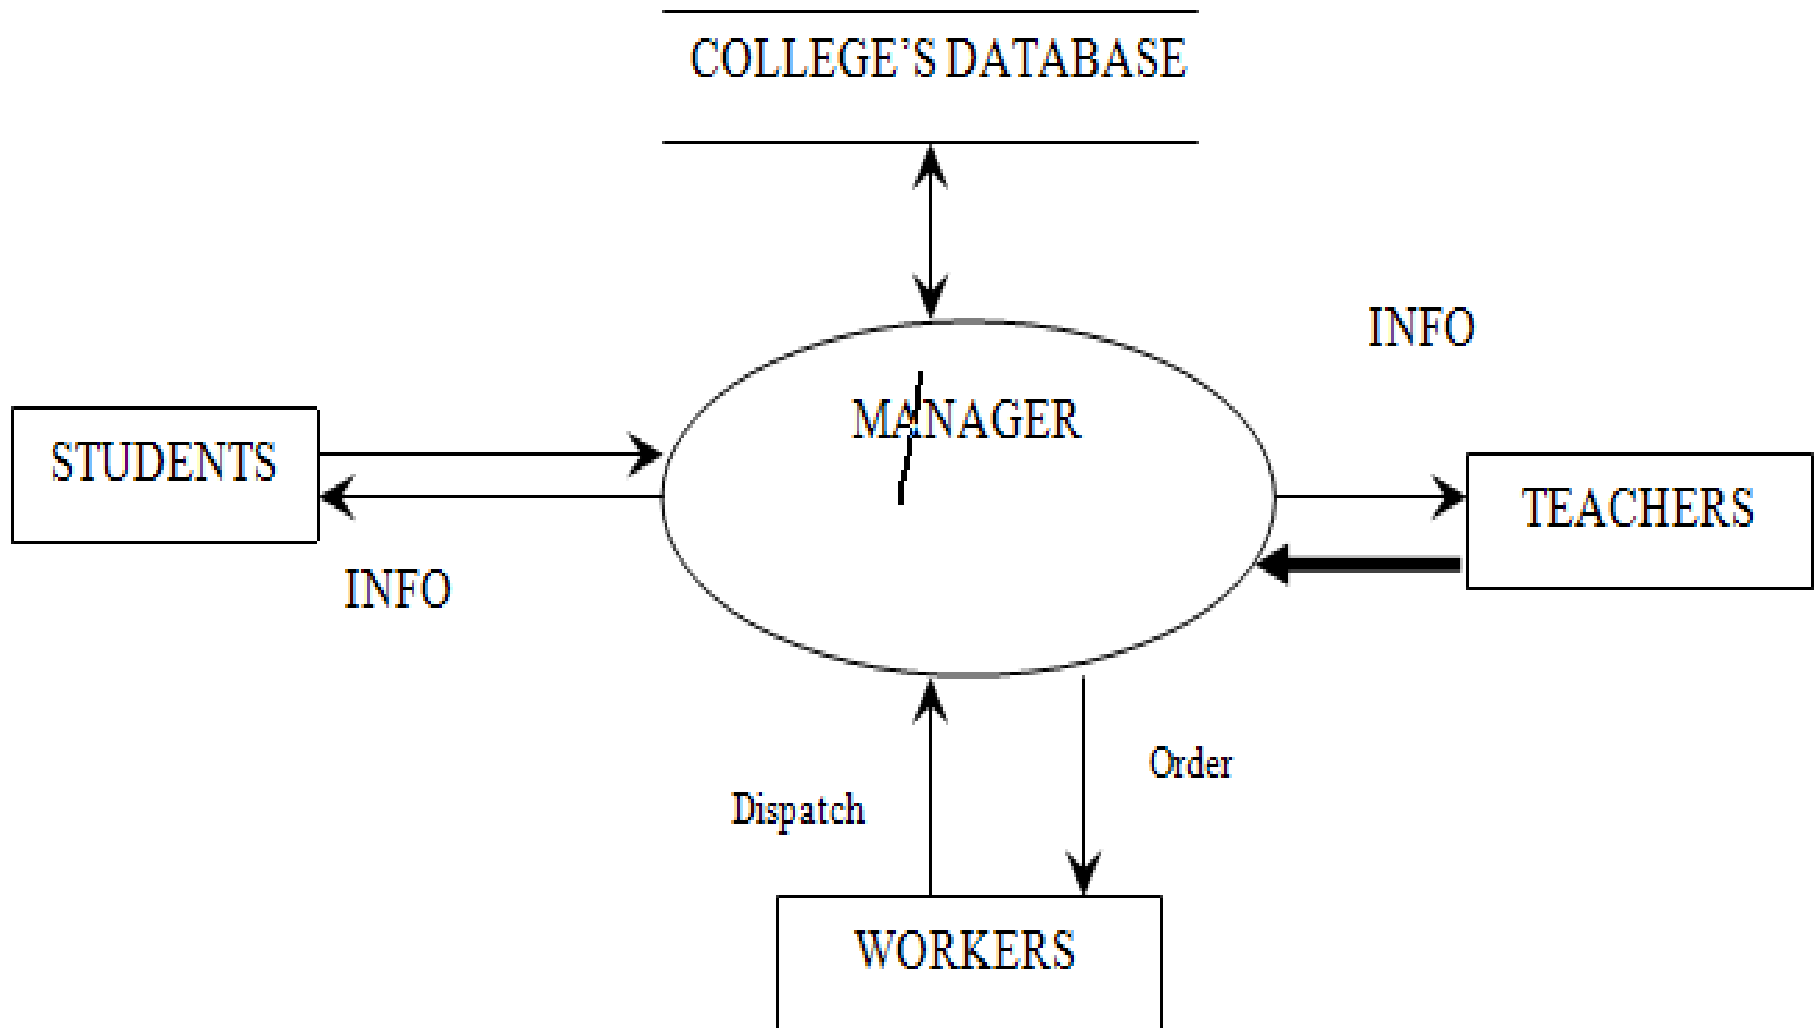 COLLEGE'S DATABASE
INFO
MANAGER
STUDENTS
TEACHERS
INFO
Order
Dispatch
WORKERS